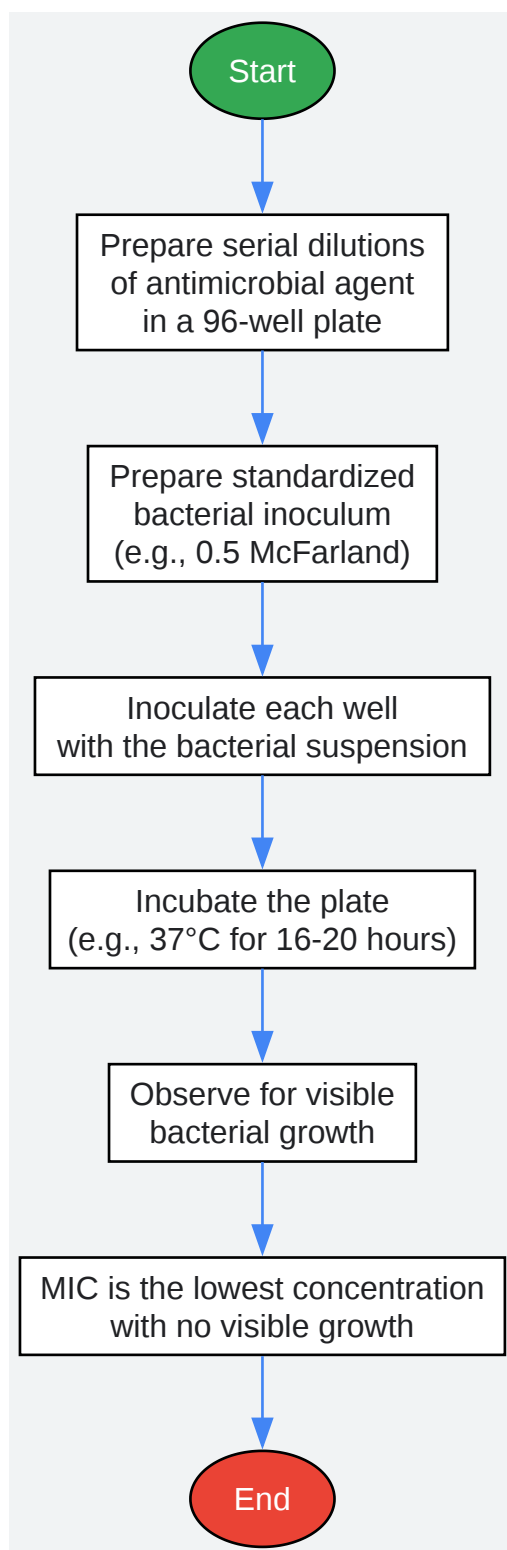 Start
Prepare serial dilutions
of antimicrobial agent
in a 96-well plate
Prepare standardized
bacterial inoculum
(e.g., 0.5 McFarland)
Inoculate each well
with the bacterial suspension
Incubate the plate
(e.g., 37°C for 16-20 hours)
Observe for visible
bacterial growth
MIC is the lowest concentration
with no visible growth
End